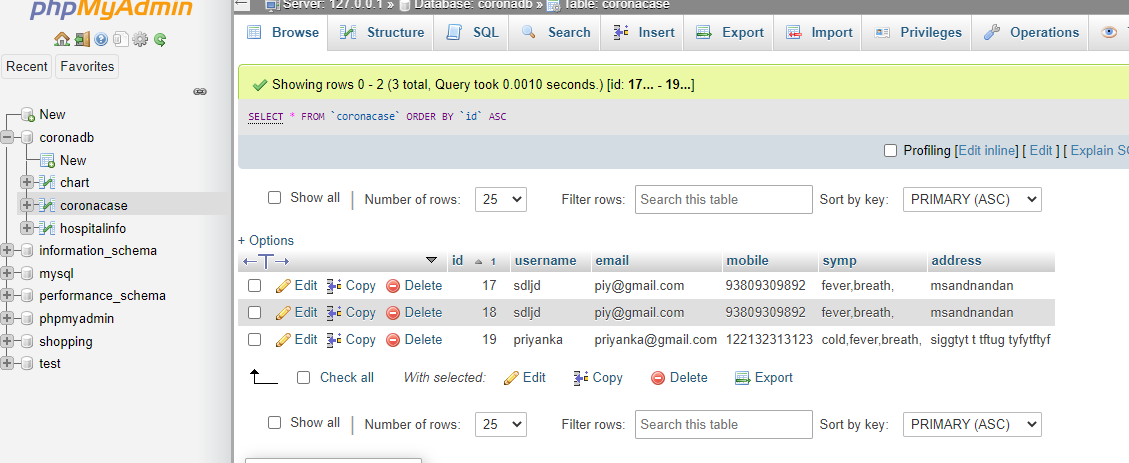 phpMyAdmin
Server: 127.0.0.1 » Database: coronadb » Table: coronacase
Browse Structure SQL Search Insert Export Import Privileges Operations
Recent Favorites
New
coronadb
New
chart
coronacase
hospitalinfo
information_schema
mysql
performance_schema
phpmyadmin
shopping
test
Showing rows 0 - 2 (3 total, Query took 0.0010 seconds.) [id: 17... - 19...]
SELECT * FROM `coronacase` ORDER BY `id` ASC
Profiling [Edit inline] [ Edit ] [ Explain
Show all Number of rows: 25 Filter rows: Search this table Sort by key: PRIMARY (ASC)
+ Options
id 1 username email mobile symp address
Edit Copy Delete 17 sdljd piy@gmail.com 93809309892 fever,breath, msandnandan
Edit Copy Delete 18 sdljd piy@gmail.com 93809309892 fever,breath, msandnandan
Edit Copy Delete 19 priyanka priyanka@gmail.com 122132313123 cold,fever,breath, siggtyt t tftug tyfytftyf
Check all With selected: Edit Copy Delete Export
Show all Number of rows: 25 Filter rows: Search this table Sort by key: PRIMARY (ASC)